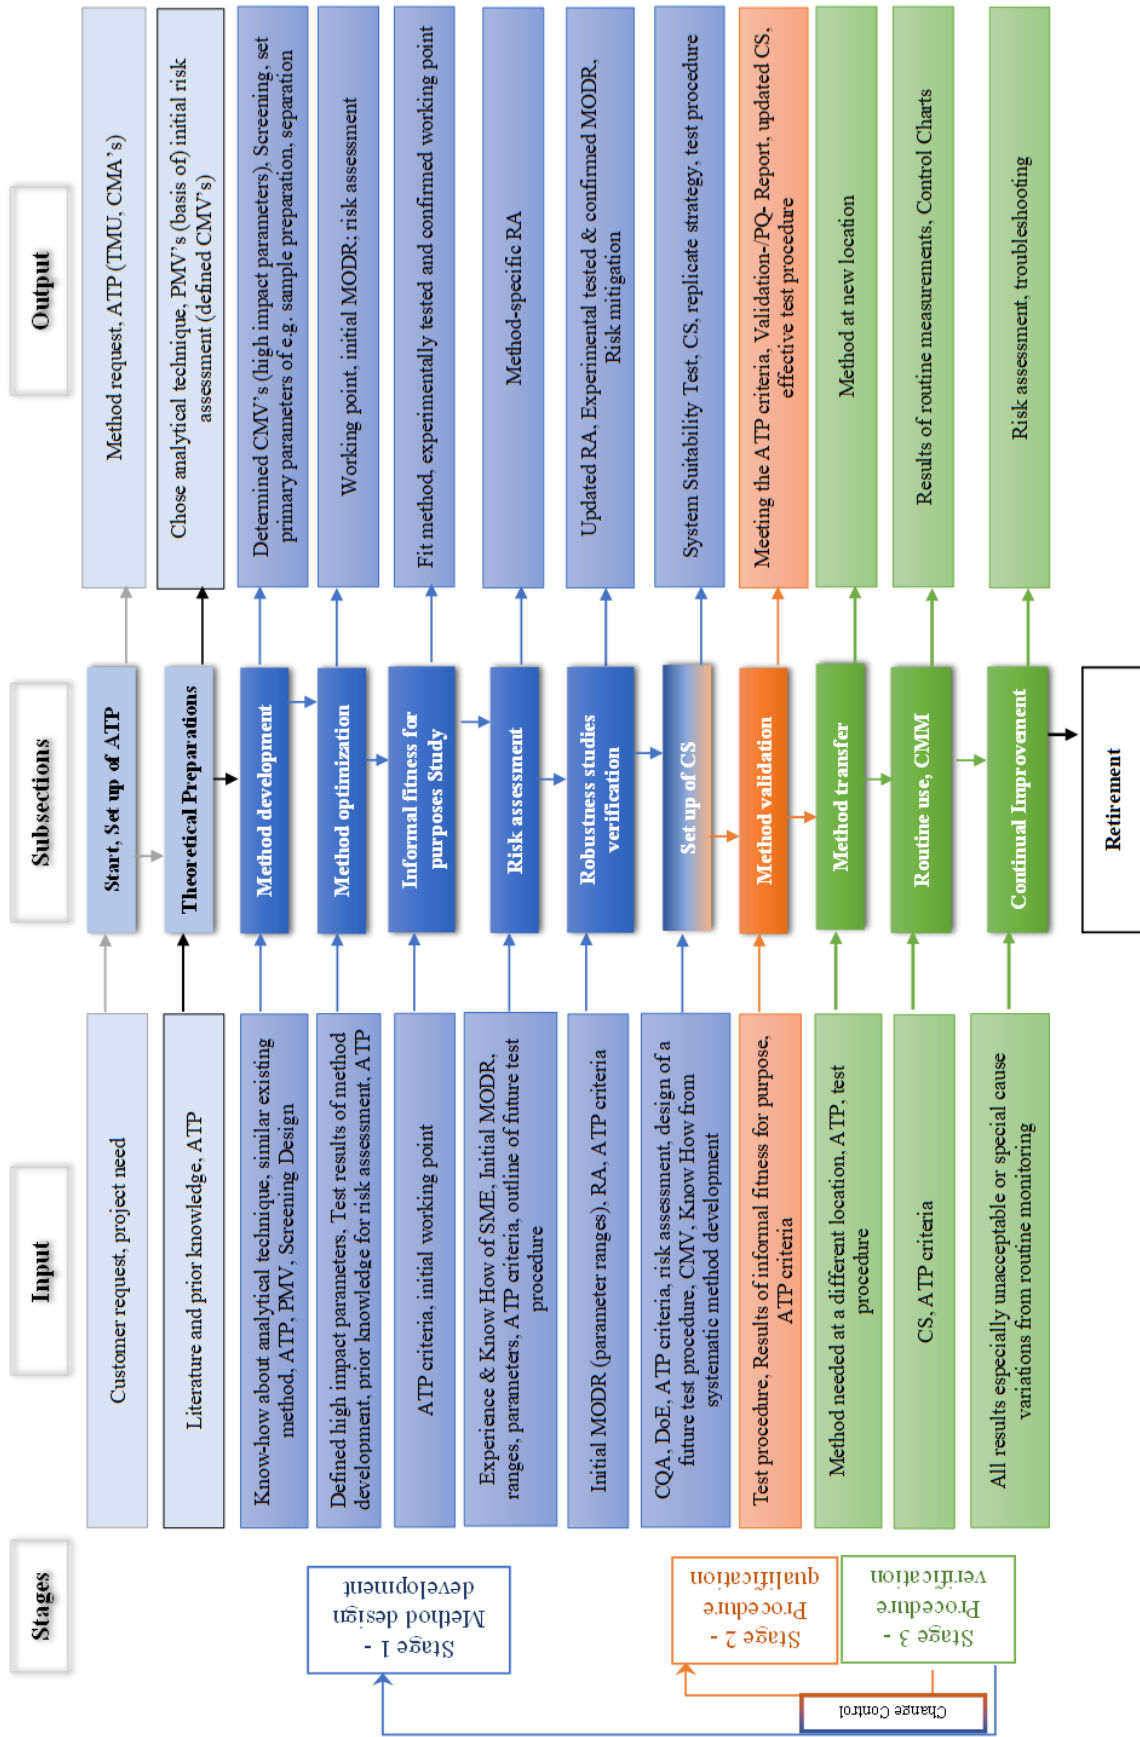 Stages
Input
Subsections
Output
Stage 1 -
Method design
development
Stage 2 -
Procedure
qualification
Stage 3 -
Procedure
verification
Change Control
Customer request, project need
Start, Set up of ATP
Method request, ATP (TMU, CMA's)
Literature and prior knowledge, ATP
Theoretical Preparations
Chose analytical technique, PMV's (basis of) initial risk
assessment (defined CMV's)
Know-how about analytical technique, similar existing
method, ATP, PMV, Screening Design
Method development
Determined CMV's (high impact parameters), Screening, set
primary parameters of e.g. sample preparation, separation
Defined high impact parameters, Test results of method
development, prior knowledge for risk assessment, ATP
Method optimization
Working point, initial MODR, risk assessment
ATP criteria, initial working point
Informal fitness for
purposes Study
Fit method, experimentally tested and confirmed working point
Experience & Know How of SME, Initial MODR,
ranges, parameters, ATP criteria, outline of future test
procedure
Risk assessment
Method-specific RA
Initial MODR (parameter ranges), RA, ATP criteria
Robustness studies
verification
Updated RA, Experimental tested & confirmed MODR,
Risk mitigation
CQA, DoE, ATP criteria, risk assessment, design of a
future test procedure, CMV, Know How from
systematic method development
Set up of CS
System Suitability Test, CS, replicate strategy, test procedure
Test procedure, Results of informal fitness for purpose,
ATP criteria
Method validation
Meeting the ATP criteria, Validation-/PQ- Report, updated CS,
effective test procedure
Method needed at a different location, ATP, test
procedure
Method transfer
Method at new location
CS, ATP criteria
Routine use, CMM
Results of routine measurements, Control Charts
All results especially unacceptable or special cause
variations from routine monitoring
Continual Improvement
Risk assessment, troubleshooting
Retirement